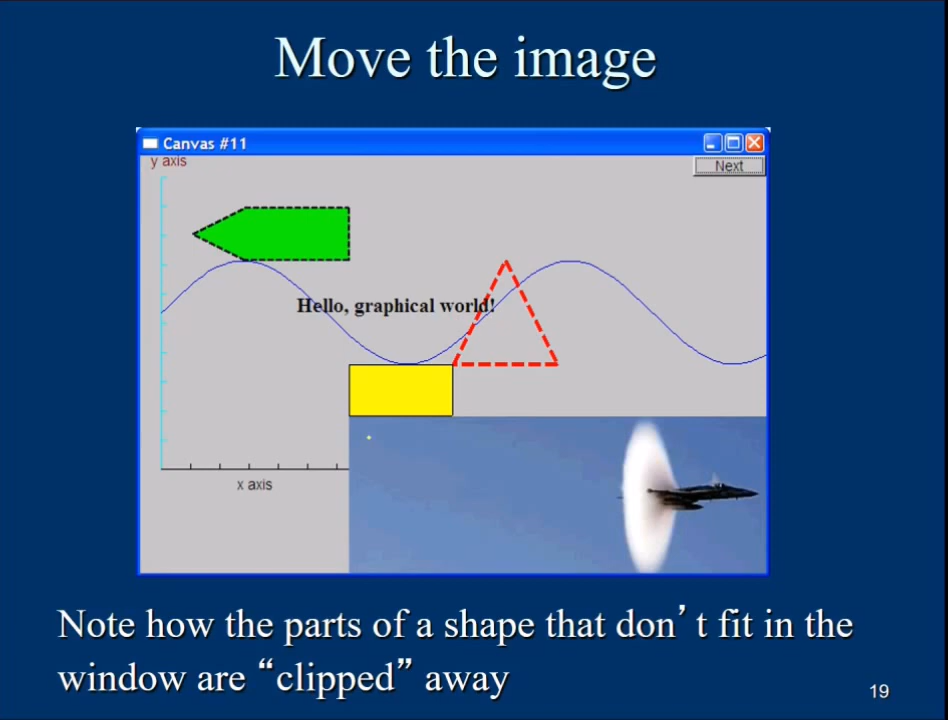 Move the image
Canvas #11
y axis
Next
Hello, graphical world!
x axis
Note how the parts of a shape that don’t fit in the
window are “clipped” away
19